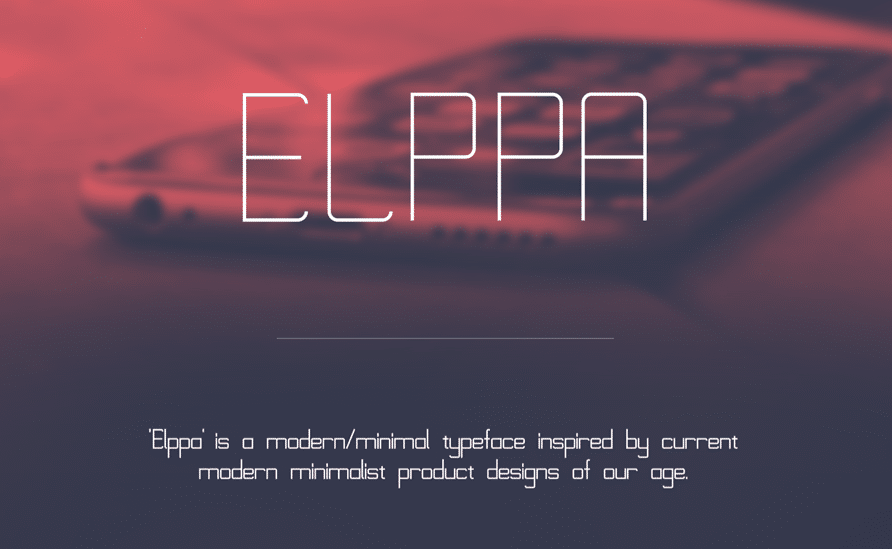 ELPPA
'Elppa' is a modern/minimal typeface inspired by current
modern minimalist product designs of our age.